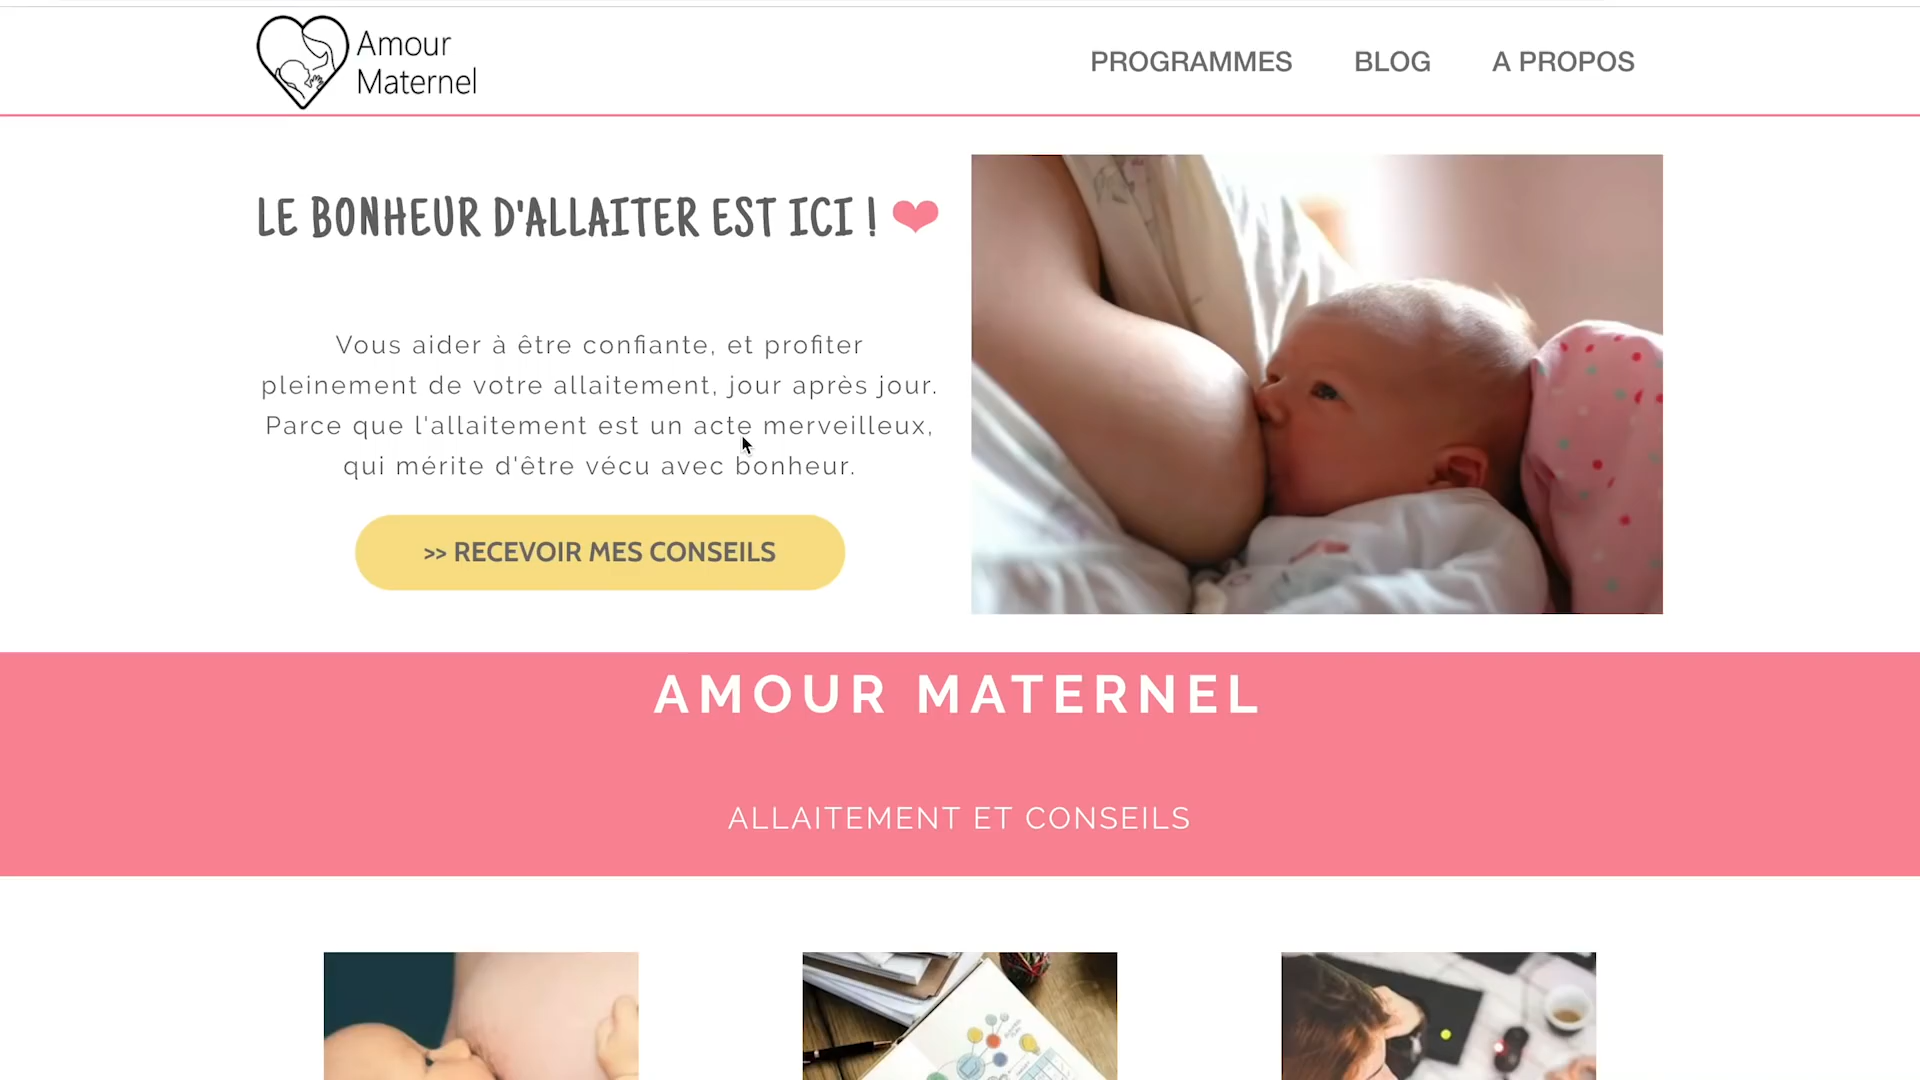 Amour
Maternel
PROGRAMMES BLOG A PROPOS
LE BONHEUR D'ALLAITER EST ICI ! ❤
Vous aider à être confiante, et profiter
pleinement de votre allaitement, jour après jour.
Parce que l'allaitement est un acte merveilleux,
qui mérite d'être vécu avec bonheur.
>> RECEVOIR MES CONSEILS
AMOUR MATERNEL
ALLAITEMENT ET CONSEILS